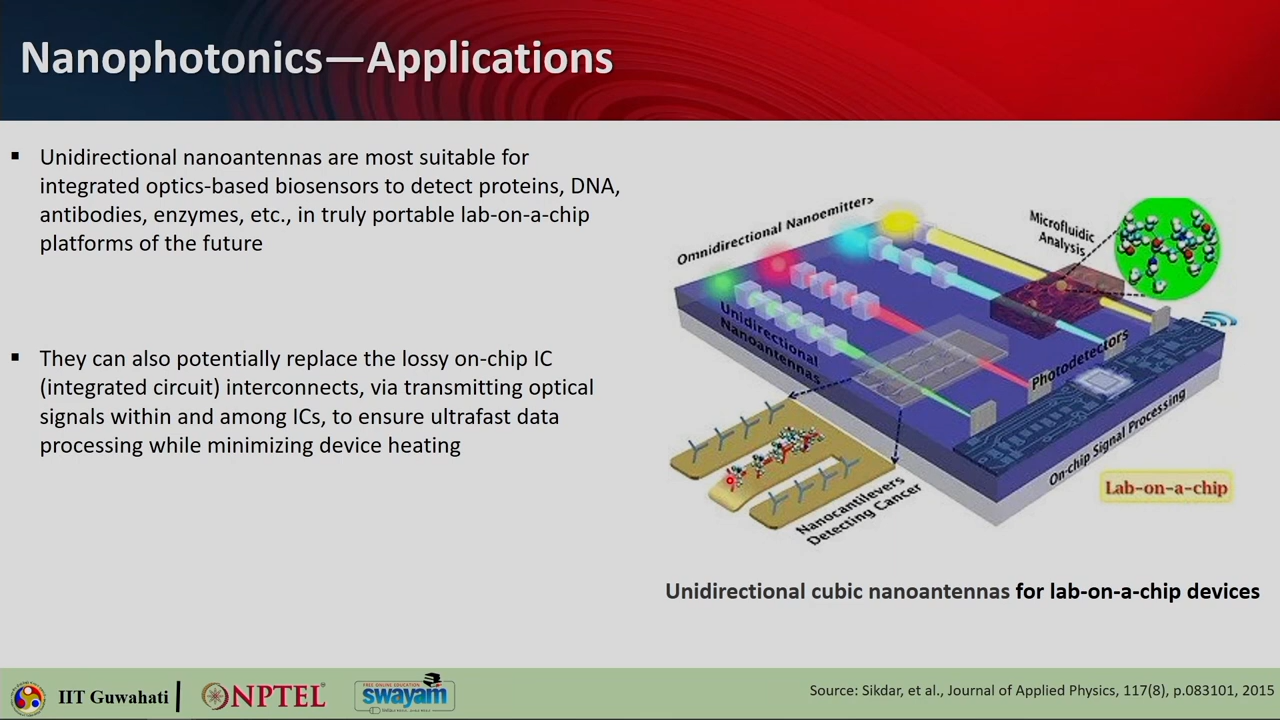 Nanophotonics—Applications
▪ Unidirectional nanoantennas are most suitable for
integrated optics-based biosensors to detect proteins, DNA,
antibodies, enzymes, etc., in truly portable lab-on-a-chip
platforms of the future
▪ They can also potentially replace the lossy on-chip IC
(integrated circuit) interconnects, via transmitting optical
signals within and among ICs, to ensure ultrafast data
processing while minimizing device heating
Omnidirectional Nanoemitters
Microfluidic
Analysis
Unidirectional
Nanoantennas
Photodetectors
On-chip Signal Processing
Nanocantilevers
Detecting Cancer
Lab-on-a-chip
Unidirectional cubic nanoantennas for lab-on-a-chip devices
IIT Guwahati
NPTEL
FREE ONLINE EDUCATION
swayam
Source: Sikdar, et al., Journal of Applied Physics, 117(8), p.083101, 2015